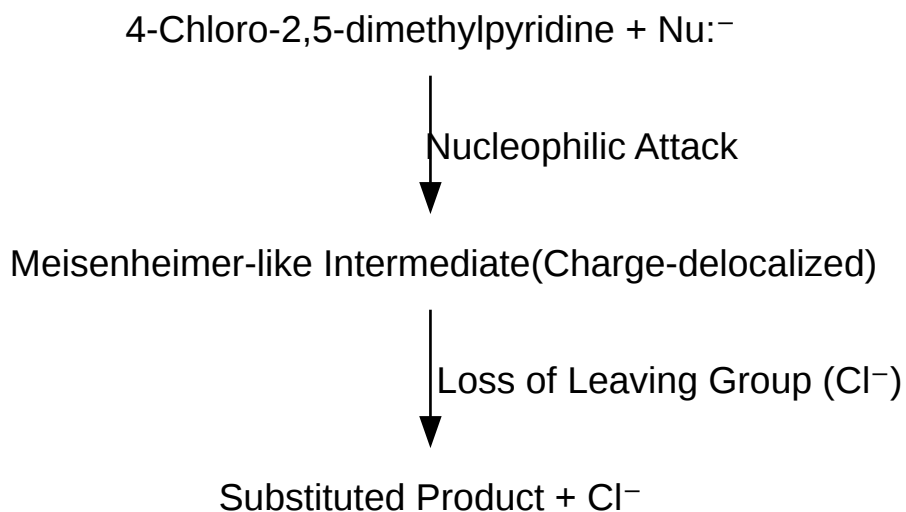 4-Chloro-2,5-dimethylpyridine + Nu:⁻
Nucleophilic Attack
Meisenheimer-like Intermediate(Charge-delocalized)
Loss of Leaving Group (Cl⁻)
Substituted Product + Cl⁻